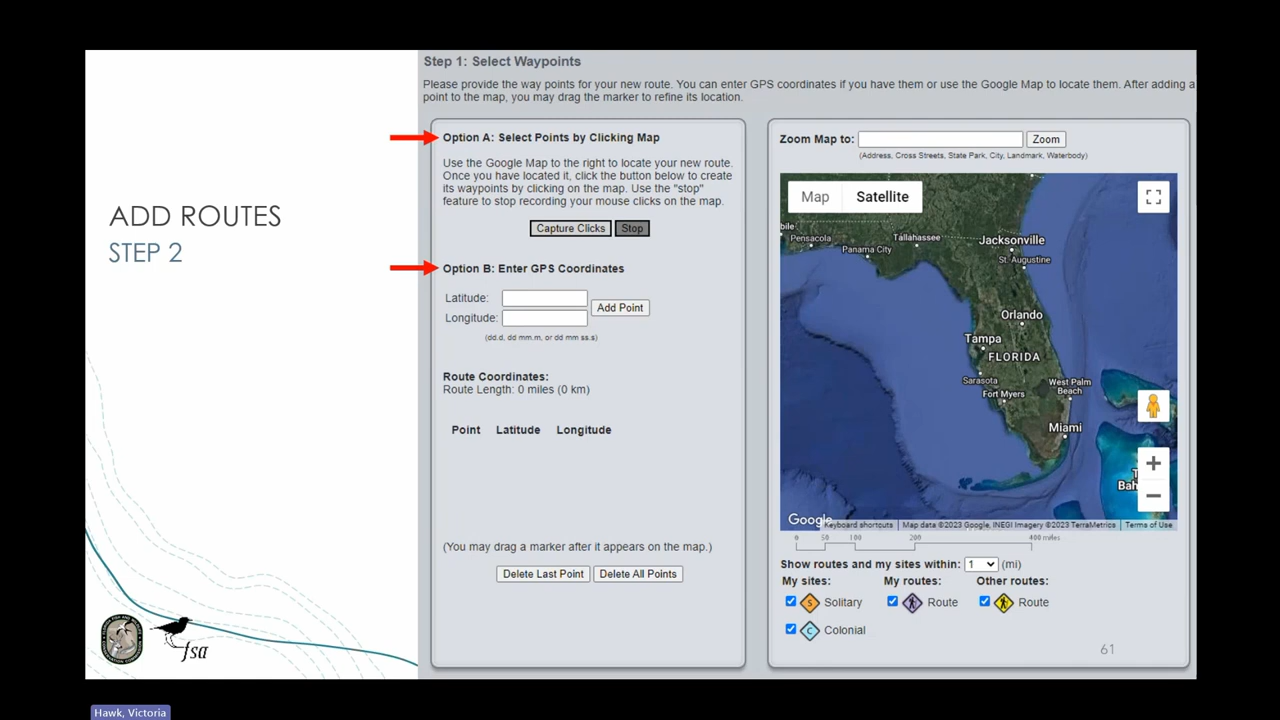 ADD ROUTES
STEP 2
fsa
Step 1: Select Waypoints
Please provide the way points for your new route. You can enter GPS coordinates if you have them or use the Google Map to locate them. After adding a
point to the map, you may drag the marker to refine its location.
Option A: Select Points by Clicking Map
Use the Google Map to the right to locate your new route.
Once you have located it, click the button below to create
its waypoints by clicking on the map. Use the "stop"
feature to stop recording your mouse clicks on the map.
Capture Clicks Stop
Option B: Enter GPS Coordinates
Latitude:
Longitude:
Add Point
(dd.d, dd mm.m, or dd mm ss.s)
Route Coordinates:
Route Length: 0 miles (0 km)
Point Latitude Longitude
(You may drag a marker after it appears on the map.)
Delete Last Point Delete All Points
Zoom Map to: Zoom
(Address, Cross Streets, State Park, City, Landmark, Waterbody)
Map Satellite
bile
Pensacola
Panama City
Tallahassee
Jacksonville
St. Augustine
Orlando
Tampa
FLORIDA
Sarasota
West Palm
Beach
Fort Myers
Miami
T
Bah
Google
Keyboard shortcuts Map data ©2023 Google, INEGI Imagery ©2023 TerraMetrics Terms of Use
0 50 100 200 400 miles
Show routes and my sites within: 1 (mi)
My sites: My routes: Other routes:
S Solitary Route Route
C Colonial
61
Hawk, Victoria